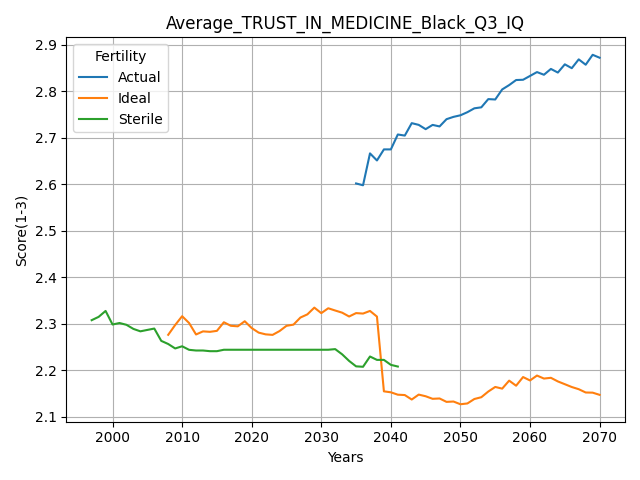 Average_TRUST_IN_MEDICINE_Black_Q3_IQ
Fertility
Actual
Ideal
Sterile
Score(1-3)
2.9
2.8
2.7
2.6
2.5
2.4
2.3
2.2
2.1
2000 2010 2020 2030 2040 2050 2060 2070
Years